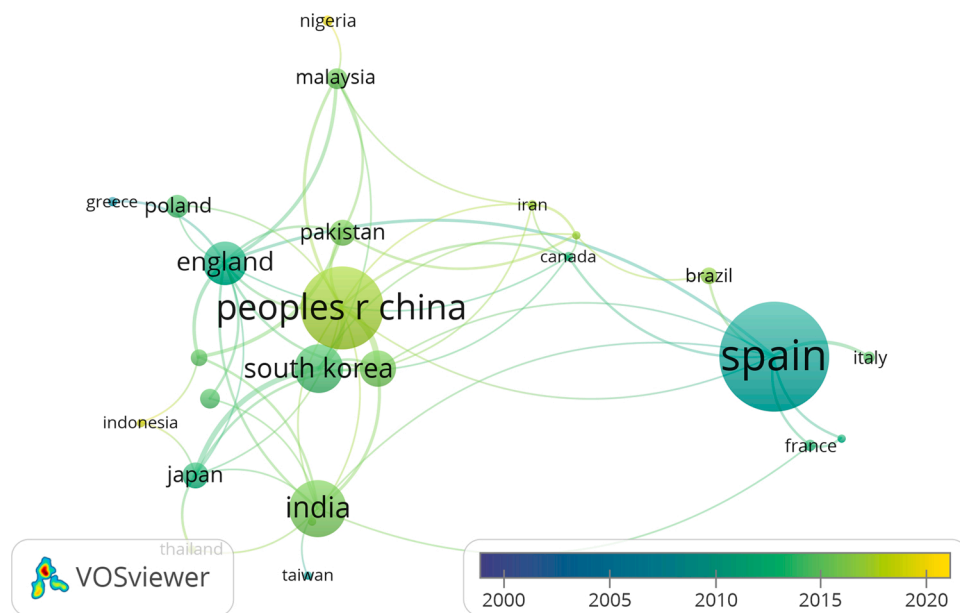 nigeria
malaysia
greece
poland
iran
pakistan
england
canada
brazil
peoples r china
spain
south korea
italy
indonesia
france
japan
india
thailand
taiwan
VOSviewer
2000
2005
2010
2015
2020